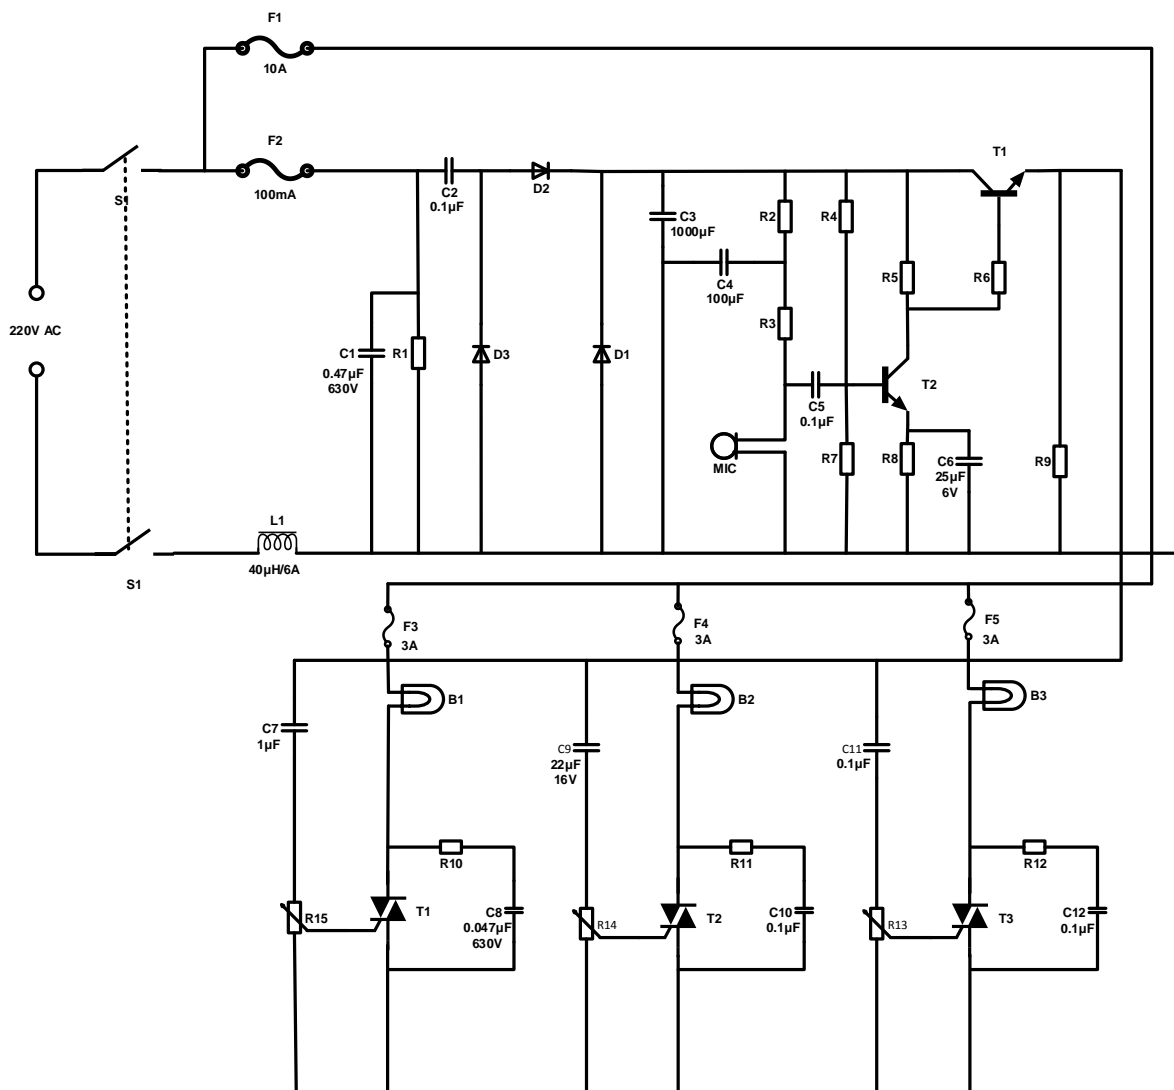 F1
10A
F2
100mA
T1
S1
C2
0.1µF
D2
C3
1000µF
R2
R4
C4
100µF
R5
R6
220V AC
R3
C1
0.47µF
630V
R1
D3
D1
C5
0.1µF
T2
MIC
R7
R8
C6
25µF
6V
R9
L1
40µH/6A
S1
F3
3A
F4
3A
F5
3A
B1
B2
B3
C7
1µF
C9
22µF
16V
C11
0.1µF
R10
R11
R12
R15
T1
C8
0.047µF
630V
R14
T2
C10
0.1µF
R13
T3
C12
0.1µF